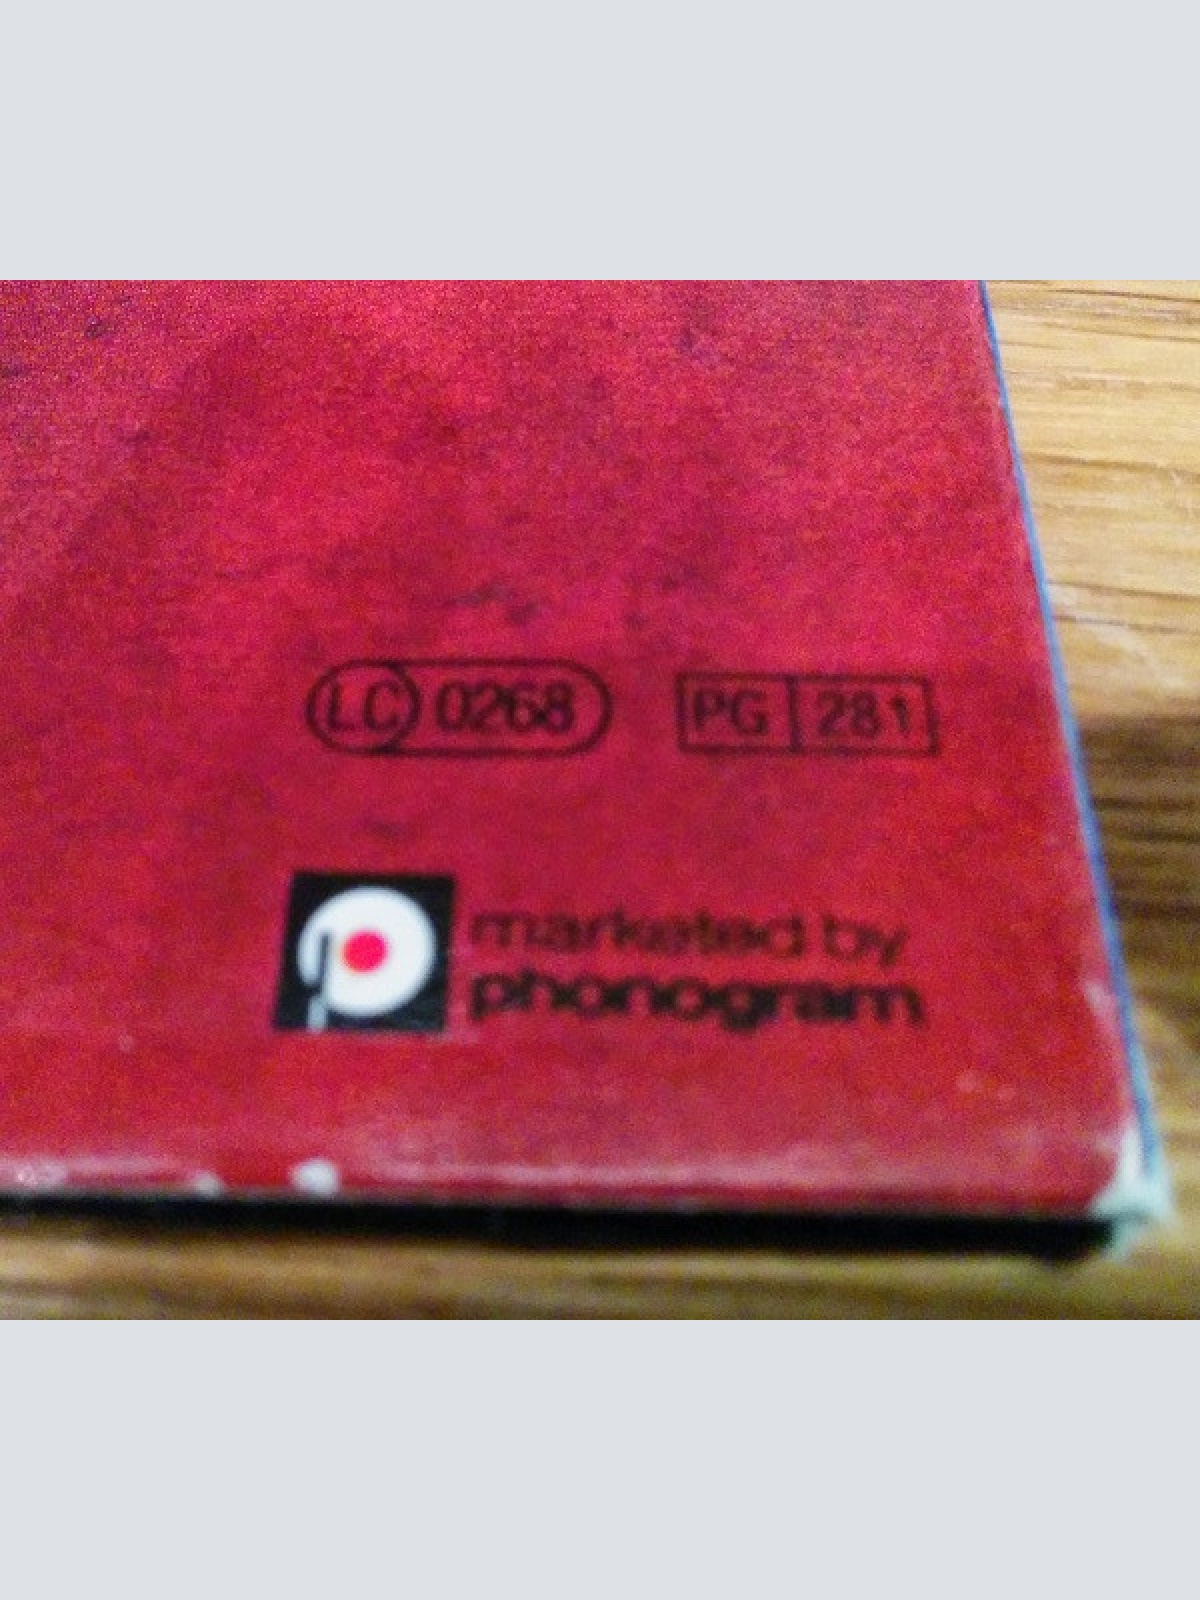 LC 0268 PG 281
marketed by
phonogram